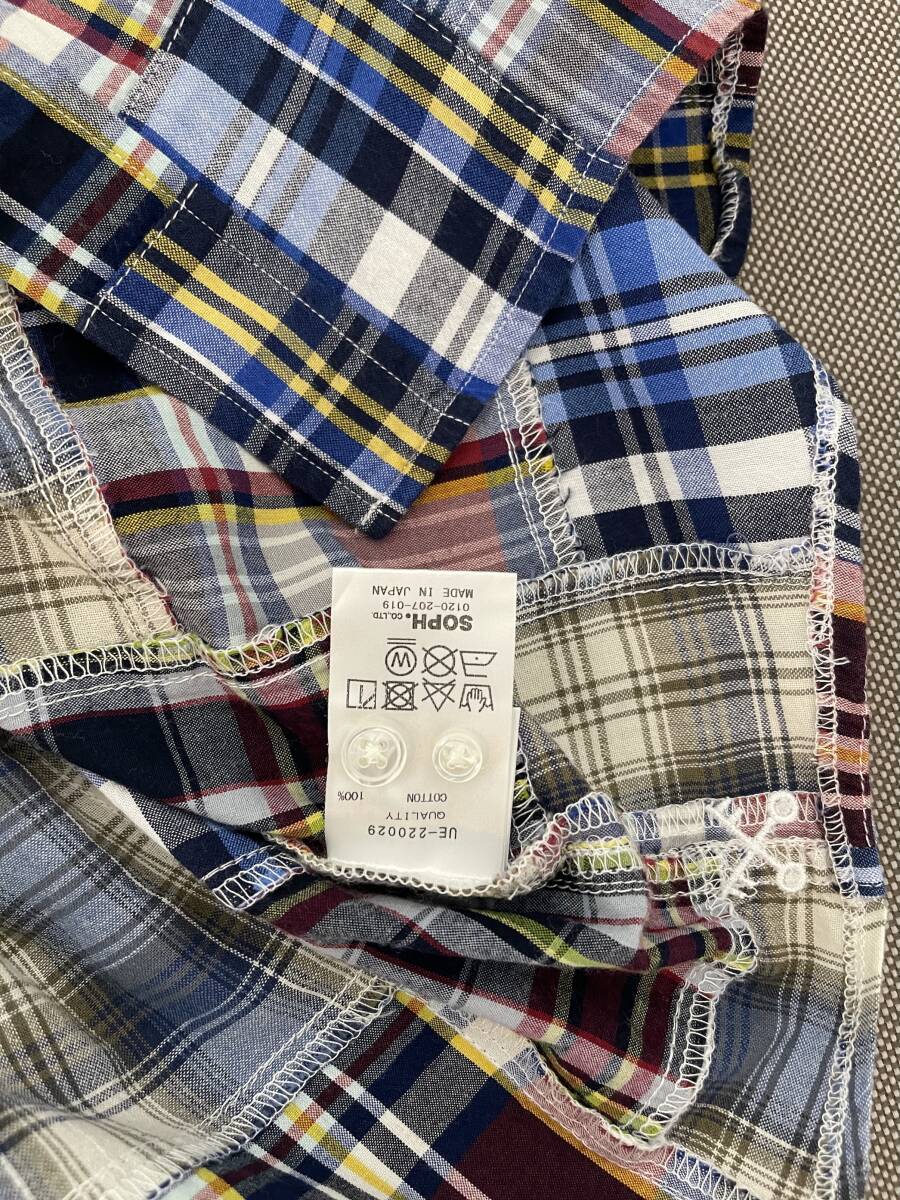 UE-220029
QUALITY
COTTON 100%
W
SOPH. CO.,LTD.
0120-207-019
MADE IN JAPAN